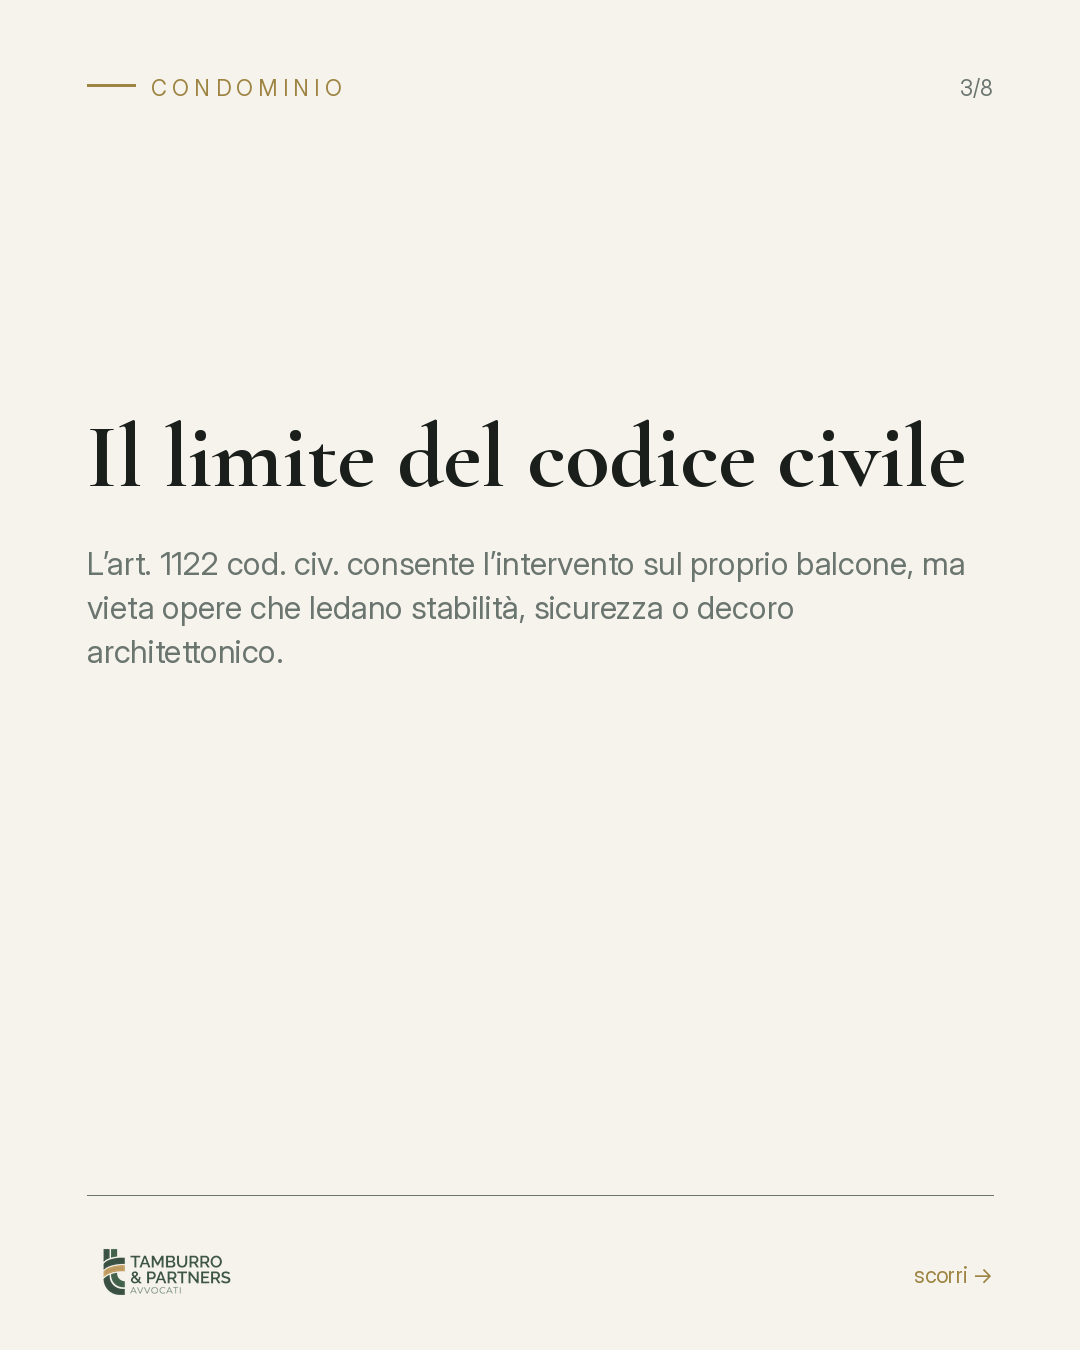 CONDOMINIO
3/8
Il limite del codice civile
L’art. 1122 cod. civ. consente l’intervento sul proprio balcone, ma
vieta opere che ledano stabilità, sicurezza o decoro
architettonico.
TAMBURRO
& PARTNERS
AVVOCATI
scorri →